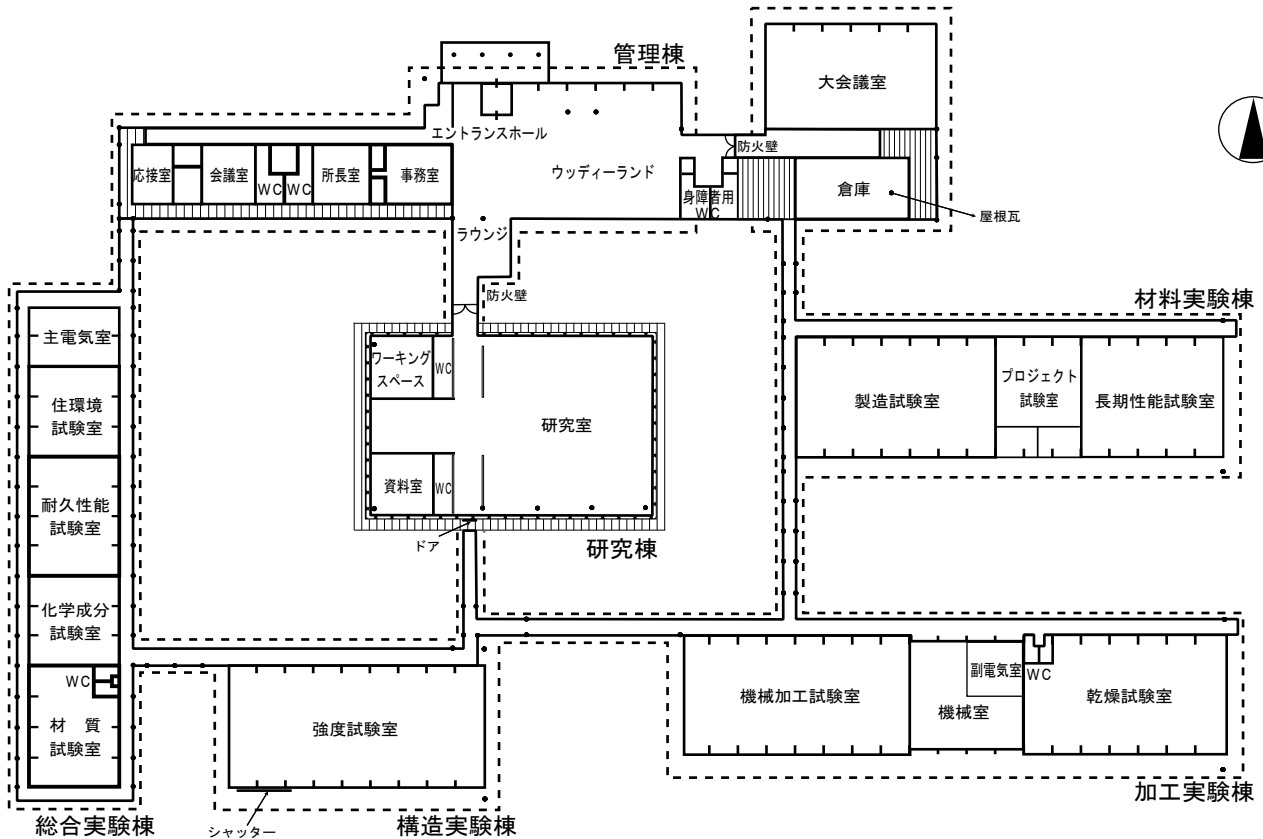 管理棟
大会議室
エントランスホール
防火壁
応接室
会議室
WC
WC
所長室
事務室
ウッディーランド
身障者用
WC
倉庫
屋根瓦
ラウンジ
防火壁
材料実験棟
主電気室
ワーキング
スペース
WC
製造試験室
プロジェクト
試験室
長期性能試験室
住環境
試験室
研究室
資料室
WC
耐久性能
試験室
ドア
研究棟
化学成分
試験室
WC
材 質
試験室
強度試験室
機械加工試験室
副電気室
機械室
WC
乾燥試験室
総合実験棟
シャッター
構造実験棟
加工実験棟